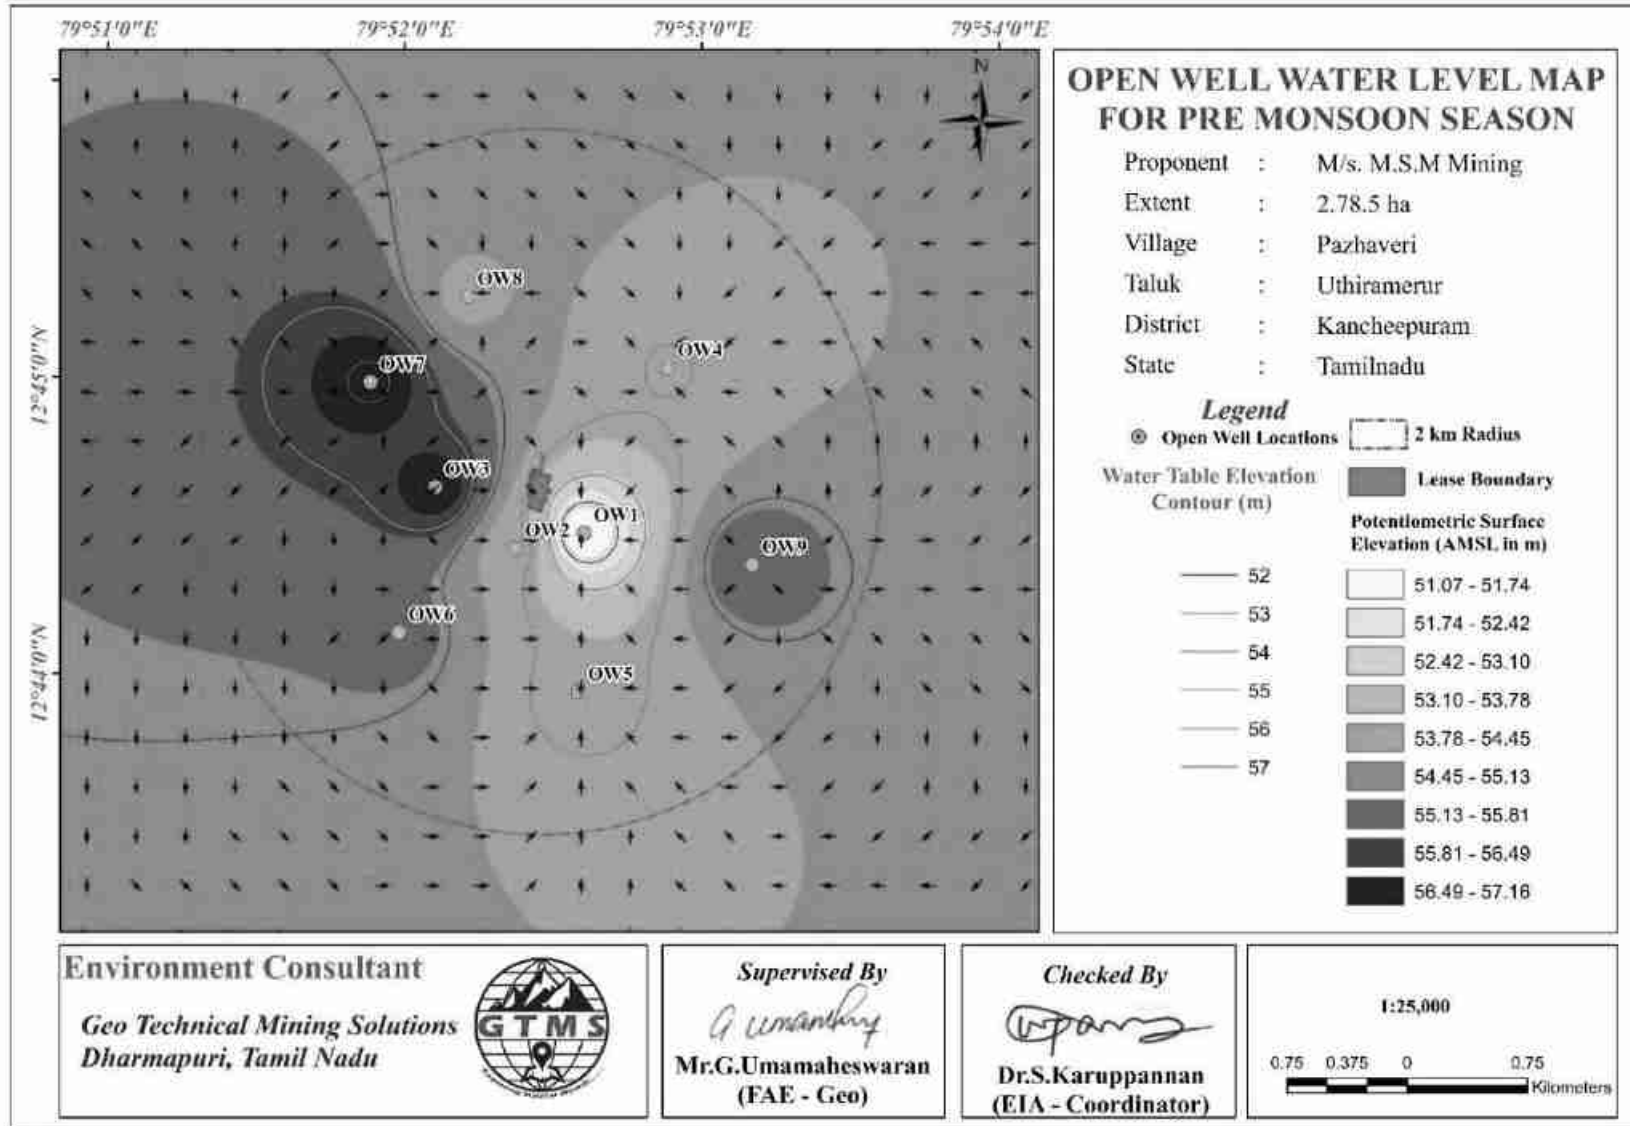 79°51'0"E 79°52'0"E 79°53'0"E 79°54'0"E
N
12°45'0"N
12°44'0"N
OW8
OW4
OW7
OW3
OW2
OW1
OW9
OW6
OW5
OPEN WELL WATER LEVEL MAP
FOR PRE MONSOON SEASON
Proponent : M/s. M.S.M Mining
Extent : 2.78.5 ha
Village : Pazhaveri
Taluk : Uthiramerur
District : Kancheepuram
State : Tamilnadu
Legend
Open Well Locations
2 km Radius
Lease Boundary
Water Table Elevation
Contour (m)
52
53
54
55
56
57
Potentiometric Surface
Elevation (AMSL in m)
51.07 - 51.74
51.74 - 52.42
52.42 - 53.10
53.10 - 53.78
53.78 - 54.45
54.45 - 55.13
55.13 - 55.81
55.81 - 56.49
56.49 - 57.16
Environment Consultant
Geo Technical Mining Solutions
Dharmapuri, Tamil Nadu
GTMS
Supervised By
Mr.G.Umamaheswaran
(FAE - Geo)
Checked By
Dr.S.Karuppannan
(EIA - Coordinator)
1:25,000
0.75 0.375 0 0.75
Kilometers